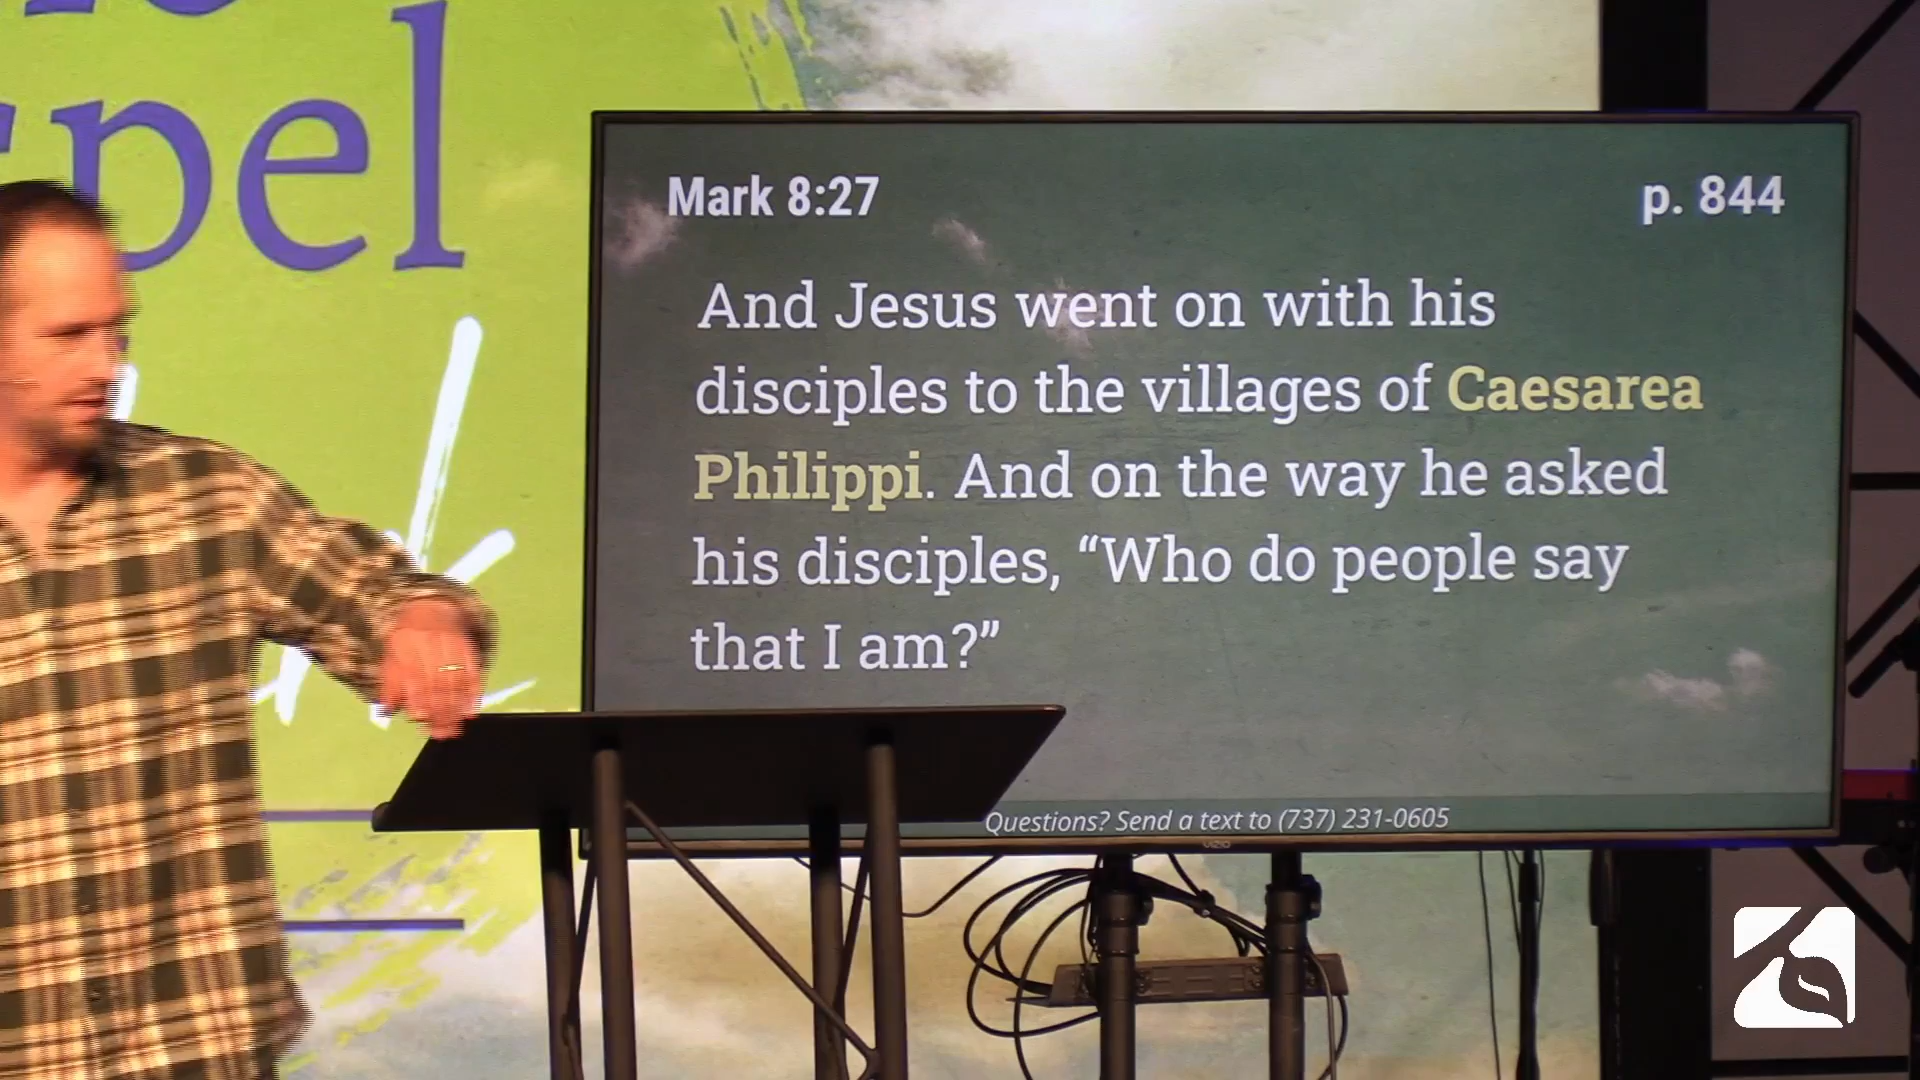 spel
Mark 8:27
p. 844
And Jesus went on with his
disciples to the villages of Caesarea
Philippi. And on the way he asked
his disciples, “Who do people say
that I am?”
Questions? Send a text to (737) 231-0605
VIZIO